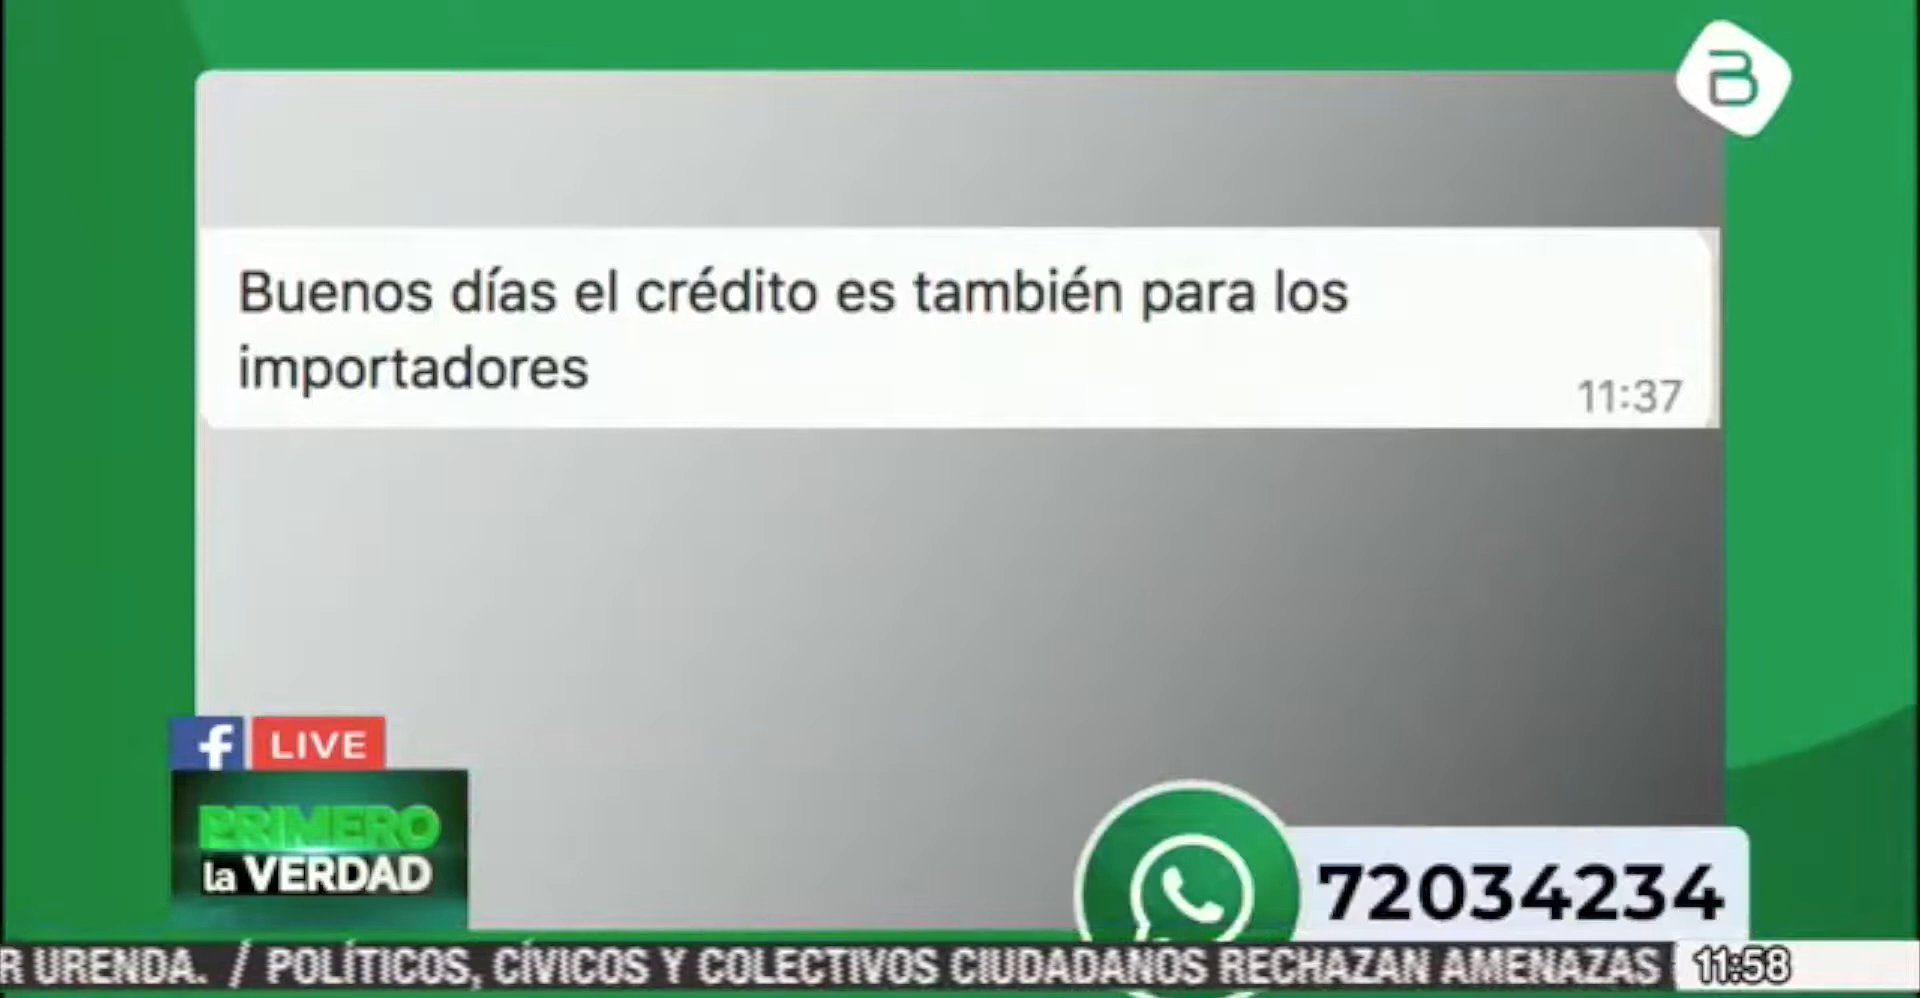 B
Buenos días el crédito es también para los
importadores
11:37
f LIVE
PRIMERO
la VERDAD
72034234
R URENDA. / POLÍTICOS, CÍVICOS Y COLECTIVOS CIUDADANOS RECHAZAN AMENAZAS
11:58